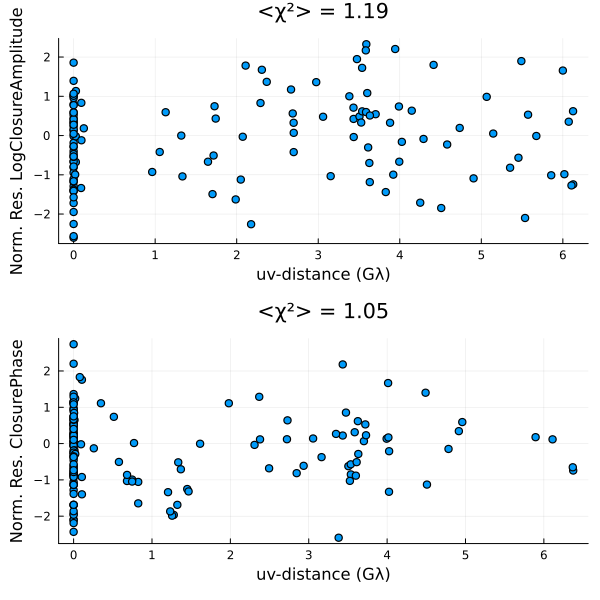 <χ²> = 1.19
Norm. Res. LogClosureAmplitude
2
1
0
−1
−2
0 1 2 3 4 5 6
uv-distance (Gλ)
<χ²> = 1.05
Norm. Res. ClosurePhase
2
1
0
−1
−2
0 1 2 3 4 5 6
uv-distance (Gλ)